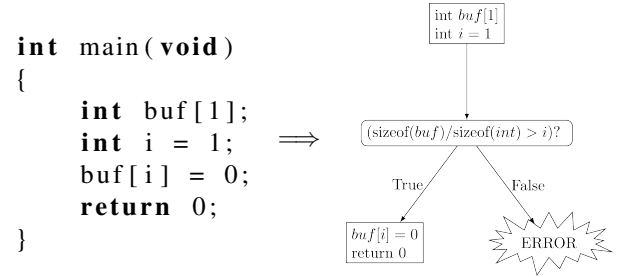 int main(void)
{
int buf[1];
int i = 1;
buf[i] = 0;
return 0;
}
⟹
int buf[1]
int i = 1
(sizeof(buf)/sizeof(int) > i)?
True
False
buf[i] = 0
return 0
ERROR